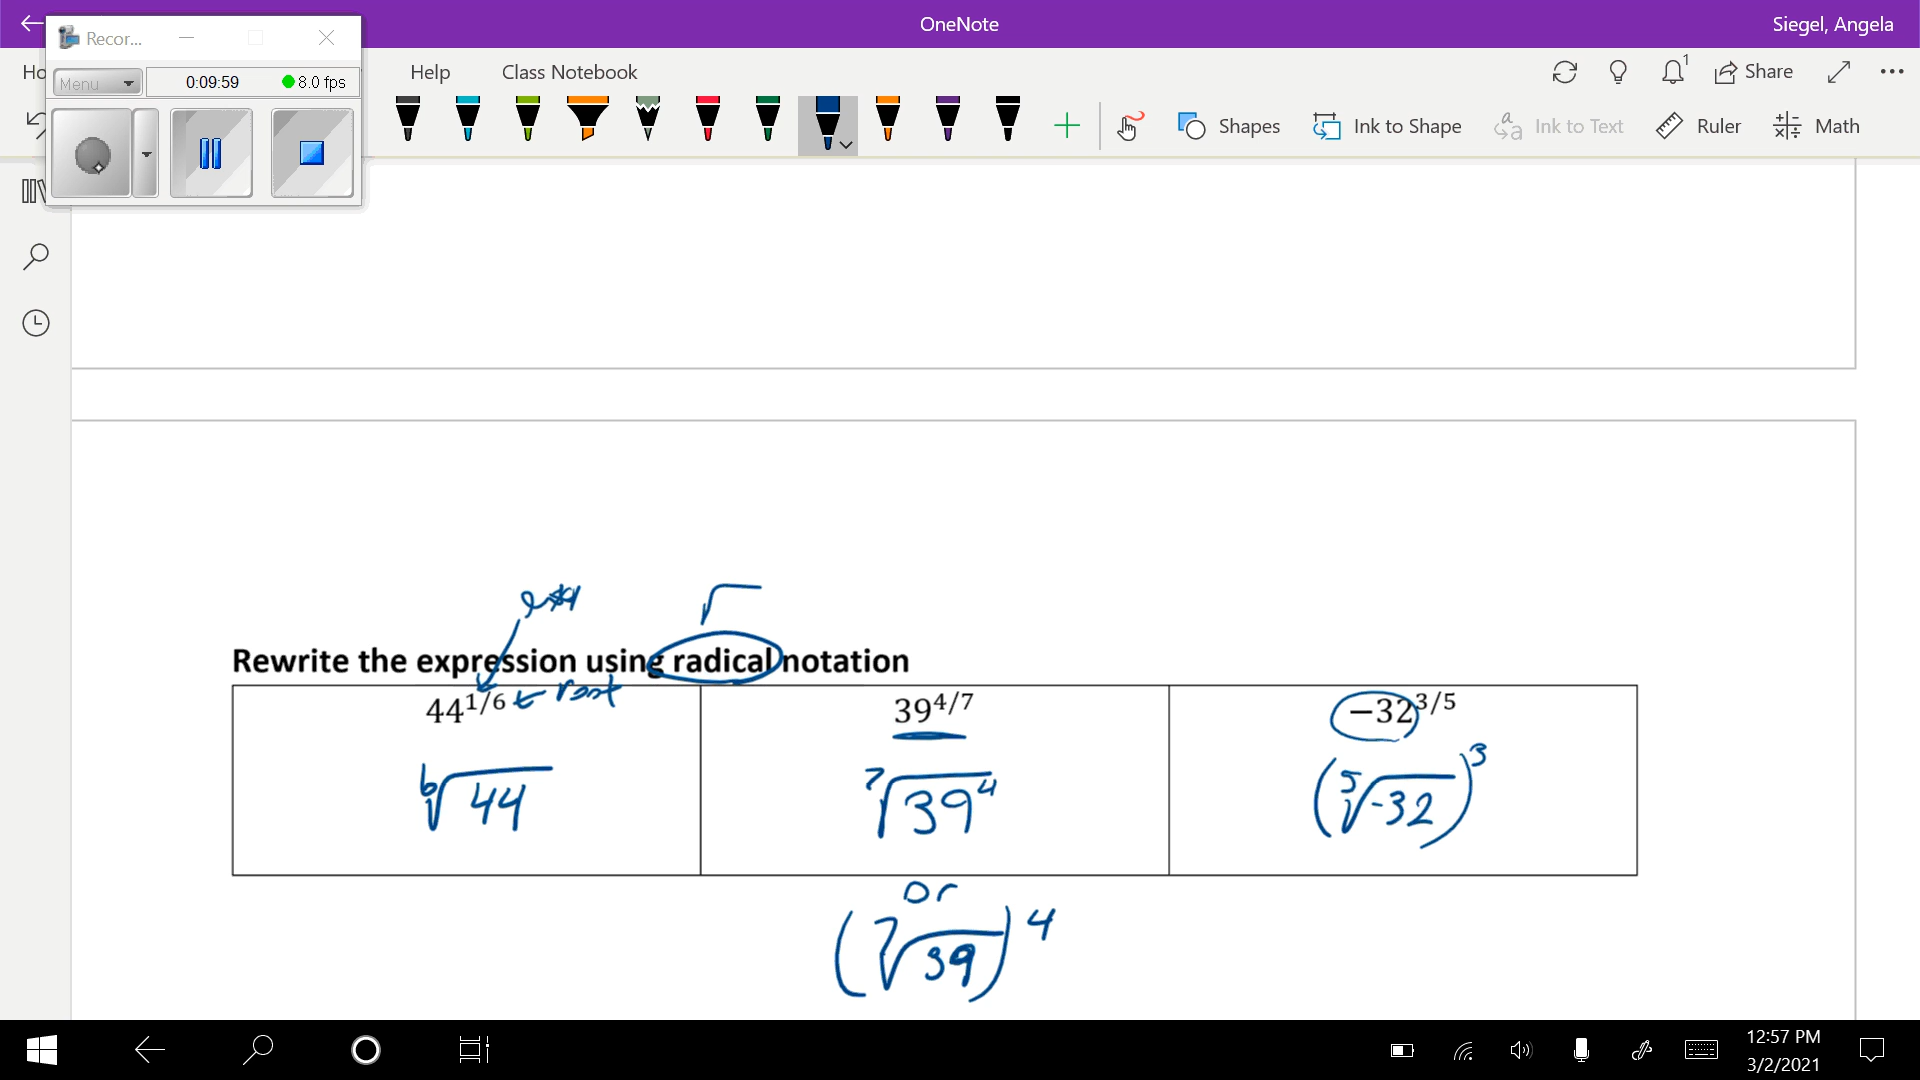 OneNote
Siegel, Angela
Recor...
Help
Class Notebook
1
Share
Menu
0:09:59
8.0 fps
Shapes
Ink to Shape
Ink to Text
Ruler
Math
√
Rewrite the expression using radical notation
44^{1/6} ← root
39^{4/7}
−32^{3/5}
⁶√44
⁷√39⁴
(⁵√-32)³
or
(⁷√39)⁴
12:57 PM
3/2/2021